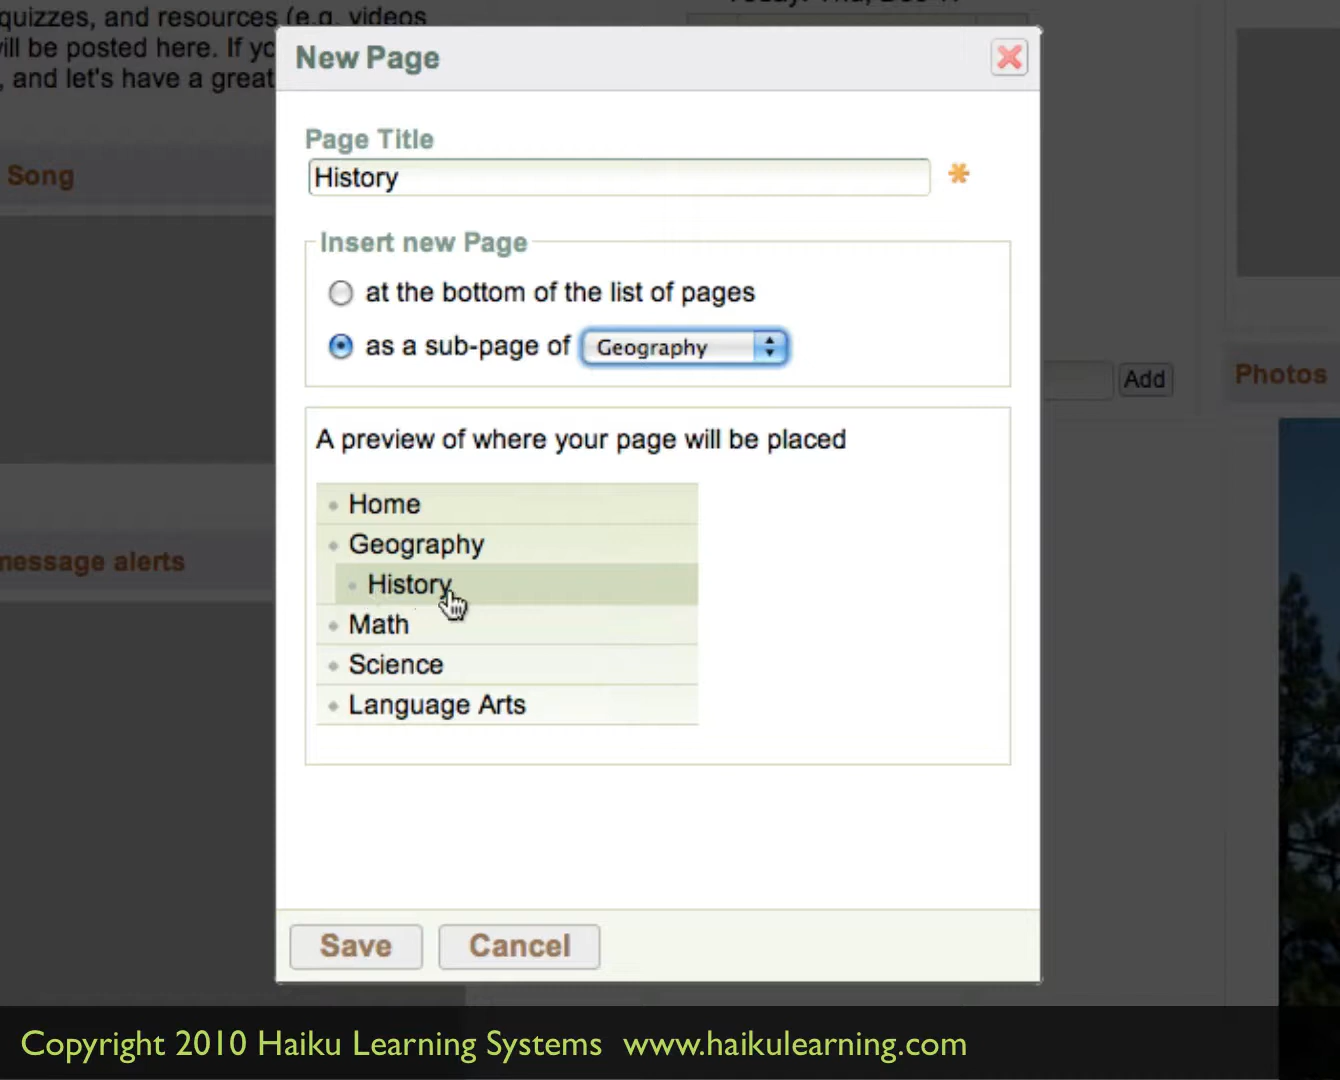 quizzes, and resources (e.g. videos
ill be posted here. If yo
, and let's have a great
New Page
Page Title
History
Song
Insert new Page
at the bottom of the list of pages
as a sub-page of Geography
Add
Photos
A preview of where your page will be placed
Home
Geography
History
Math
Science
Language Arts
message alerts
Save Cancel
Copyright 2010 Haiku Learning Systems www.haikulearning.com